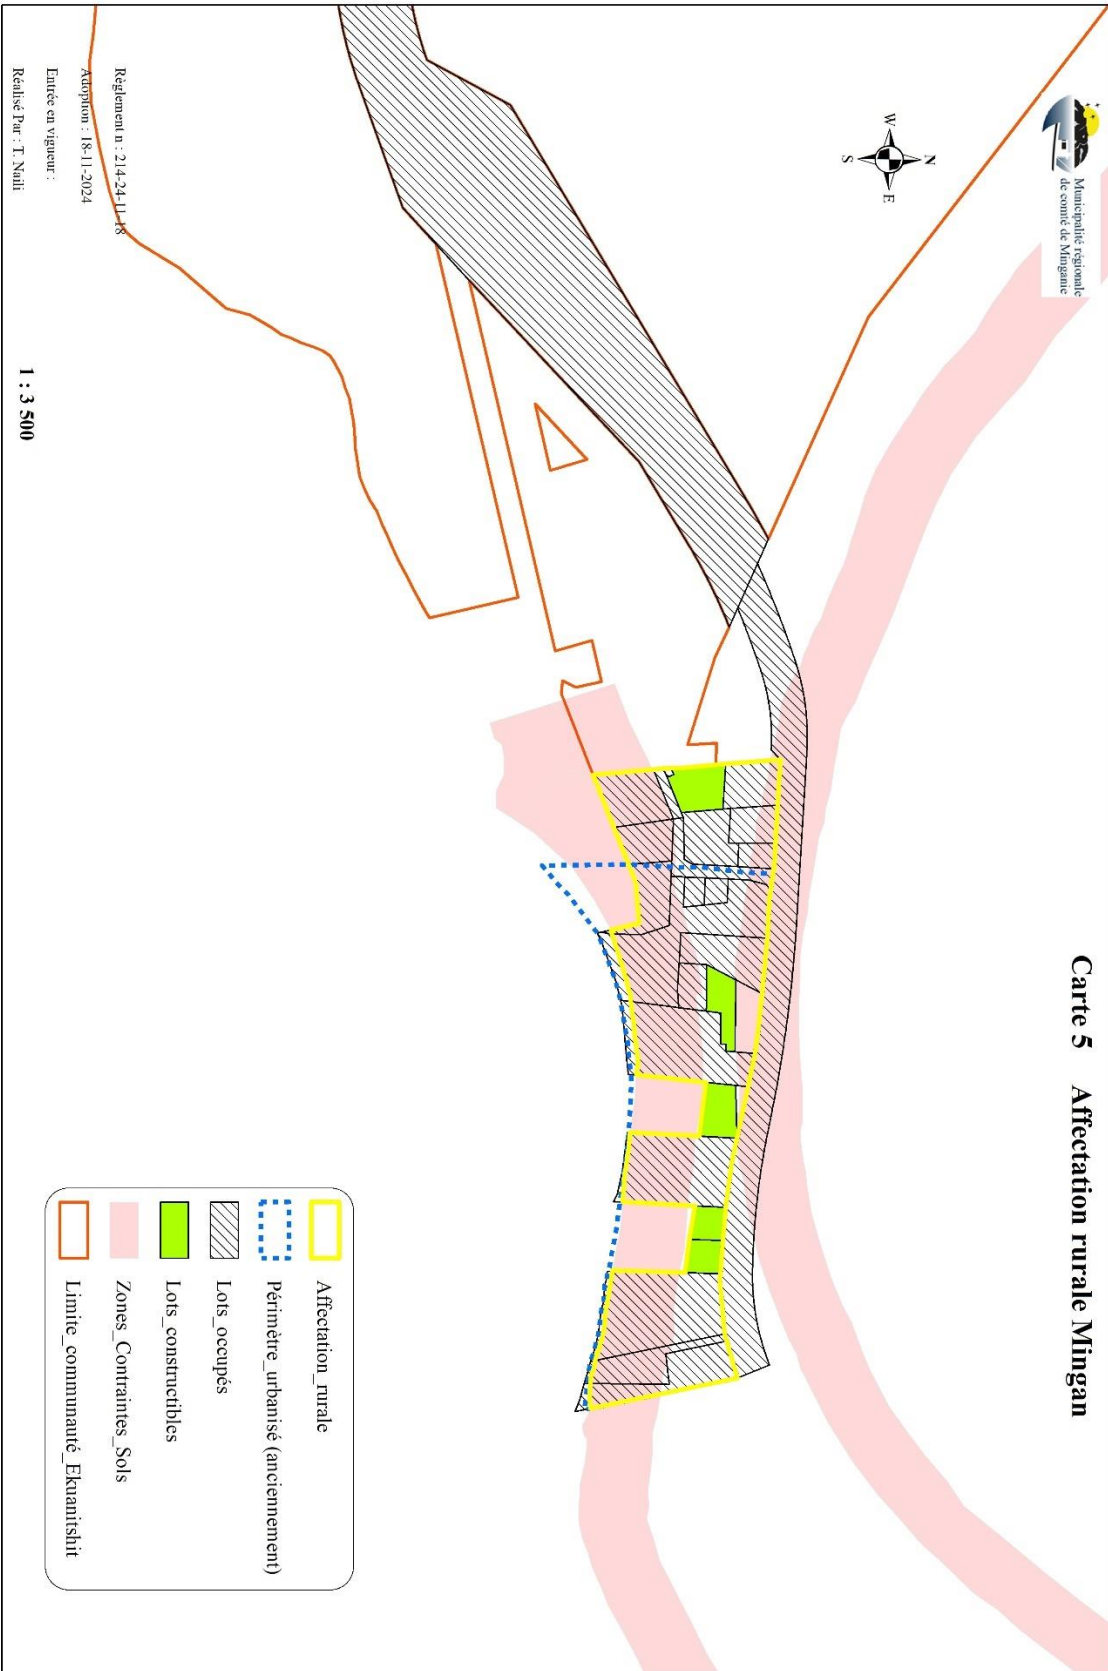 Carte 5 Affectation rurale Mingan
MRC
Municipalité régionale
de comté de Minganie
N
W
E
S
Affectation_rurale
Périmètre_urbanisé (anciennement)
Lots_occupés
Lots_constructibles
Zones_Contraintes_Sols
Limite_communauté_Ekuanitshit
Règlement n : 214-24-11-18
Adoption : 18-11-2024
Entrée en vigueur :
Réalisé Par : T. Naili
1 : 3 500